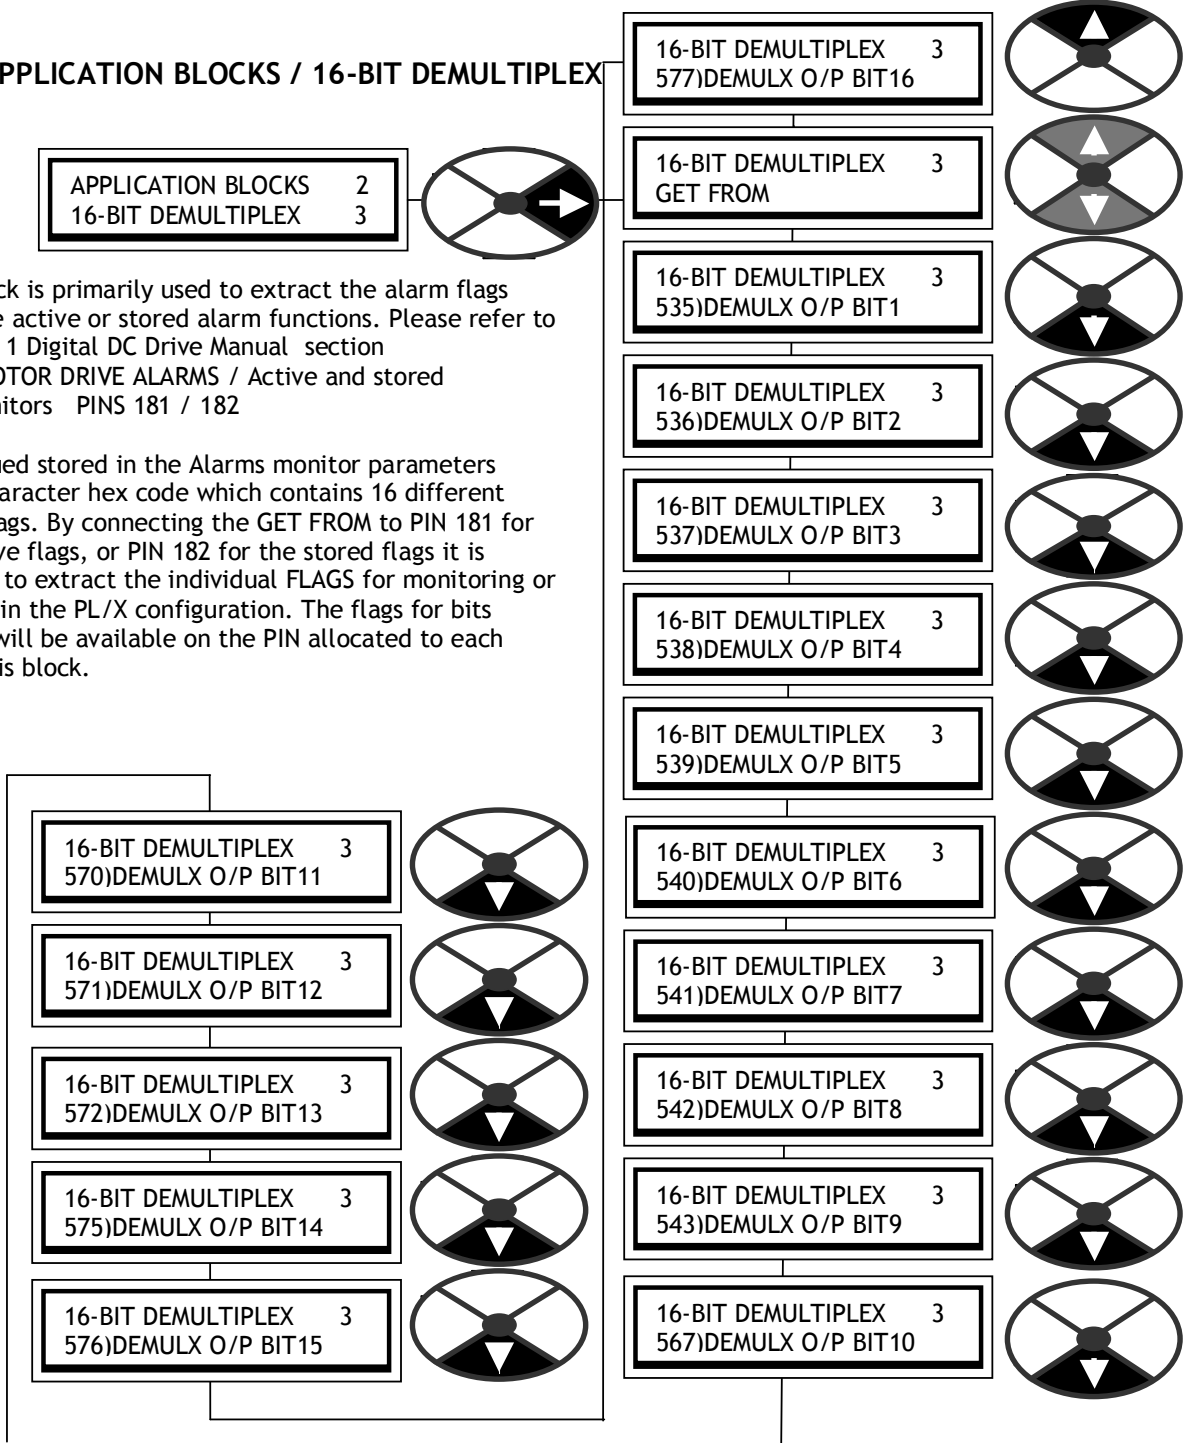 PPLICATION BLOCKS / 16-BIT DEMULTIPLEX
APPLICATION BLOCKS 2
16-BIT DEMULTIPLEX 3
ck is primarily used to extract the alarm flags
e active or stored alarm functions. Please refer to
1 Digital DC Drive Manual section
OTOR DRIVE ALARMS / Active and stored
nitors PINS 181 / 182
ued stored in the Alarms monitor parameters
aracter hex code which contains 16 different
ags. By connecting the GET FROM to PIN 181 for
ve flags, or PIN 182 for the stored flags it is
to extract the individual FLAGS for monitoring or
in the PL/X configuration. The flags for bits
will be available on the PIN allocated to each
is block.
16-BIT DEMULTIPLEX 3
577)DEMULX O/P BIT16
16-BIT DEMULTIPLEX 3
GET FROM
16-BIT DEMULTIPLEX 3
535)DEMULX O/P BIT1
16-BIT DEMULTIPLEX 3
536)DEMULX O/P BIT2
16-BIT DEMULTIPLEX 3
537)DEMULX O/P BIT3
16-BIT DEMULTIPLEX 3
538)DEMULX O/P BIT4
16-BIT DEMULTIPLEX 3
539)DEMULX O/P BIT5
16-BIT DEMULTIPLEX 3
540)DEMULX O/P BIT6
16-BIT DEMULTIPLEX 3
541)DEMULX O/P BIT7
16-BIT DEMULTIPLEX 3
542)DEMULX O/P BIT8
16-BIT DEMULTIPLEX 3
543)DEMULX O/P BIT9
16-BIT DEMULTIPLEX 3
567)DEMULX O/P BIT10
16-BIT DEMULTIPLEX 3
570)DEMULX O/P BIT11
16-BIT DEMULTIPLEX 3
571)DEMULX O/P BIT12
16-BIT DEMULTIPLEX 3
572)DEMULX O/P BIT13
16-BIT DEMULTIPLEX 3
575)DEMULX O/P BIT14
16-BIT DEMULTIPLEX 3
576)DEMULX O/P BIT15